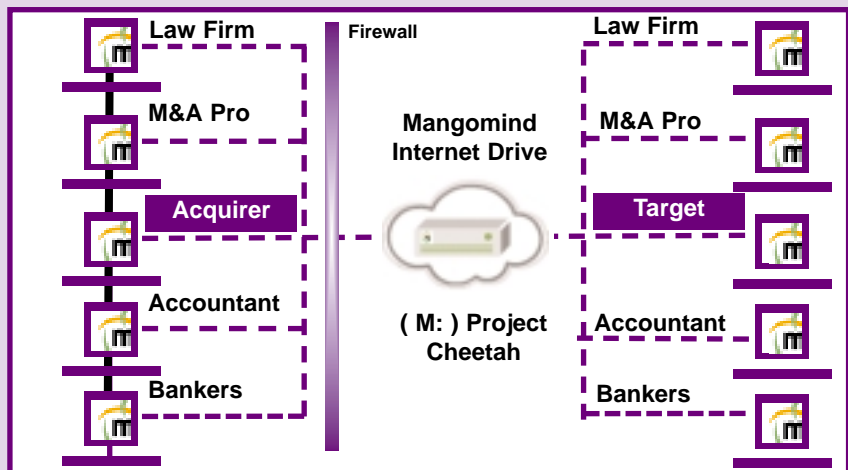 Law Firm
M&A Pro
Acquirer
Accountant
Bankers
Firewall
Mangomind
Internet Drive
( M: ) Project
Cheetah
Law Firm
M&A Pro
Target
Accountant
Bankers
m
m
m
m
m
m
m
m
m
m